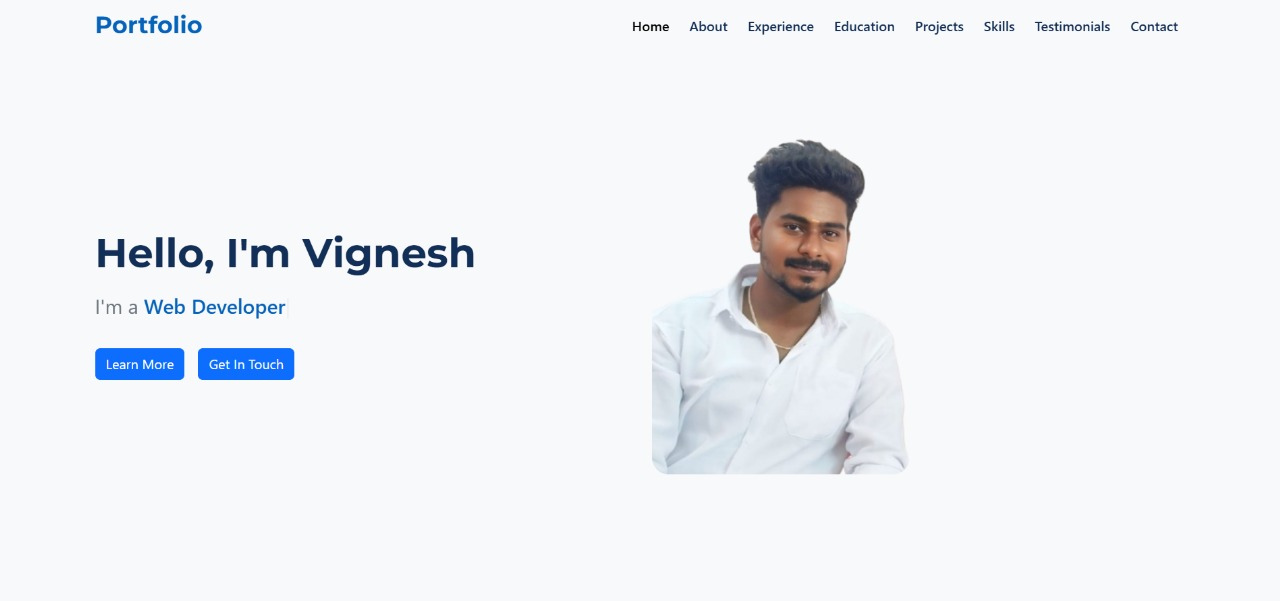 Portfolio
Home About Experience Education Projects Skills Testimonials Contact
Hello, I'm Vignesh
I'm a Web Developer
Learn More Get In Touch